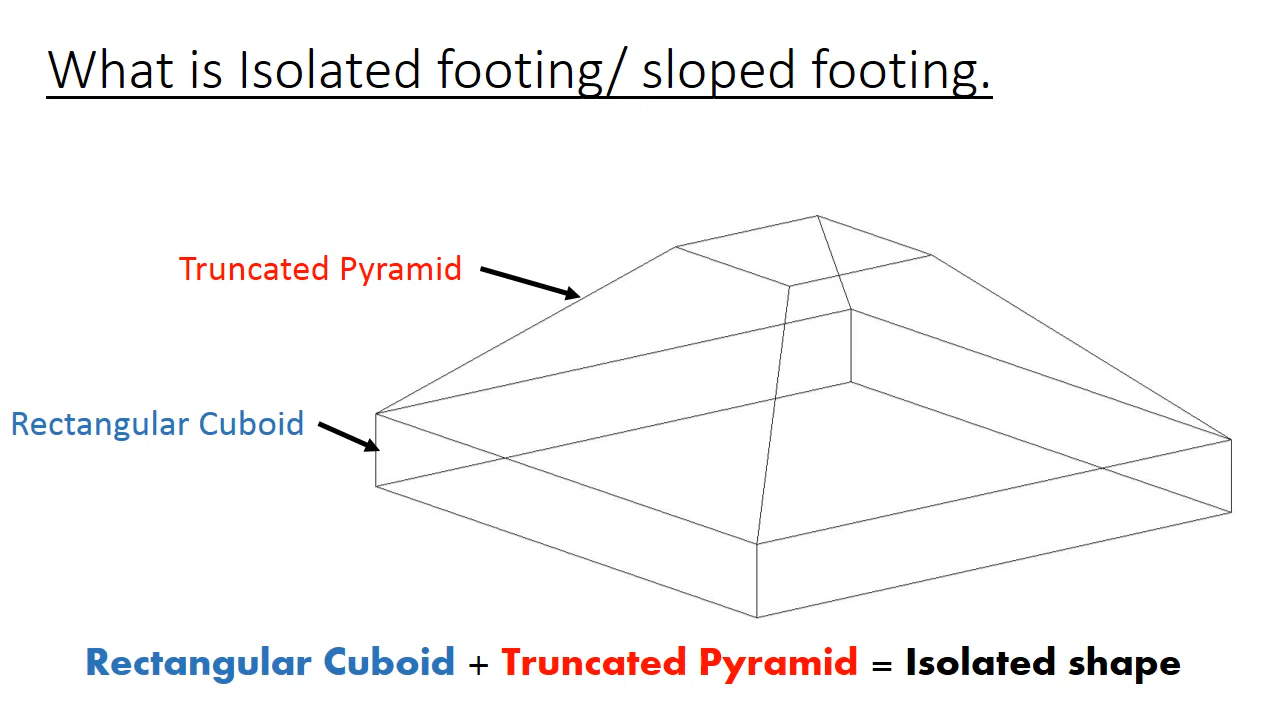 What is Isolated footing/ sloped footing.
Truncated Pyramid
Rectangular Cuboid
Rectangular Cuboid + Truncated Pyramid = Isolated shape